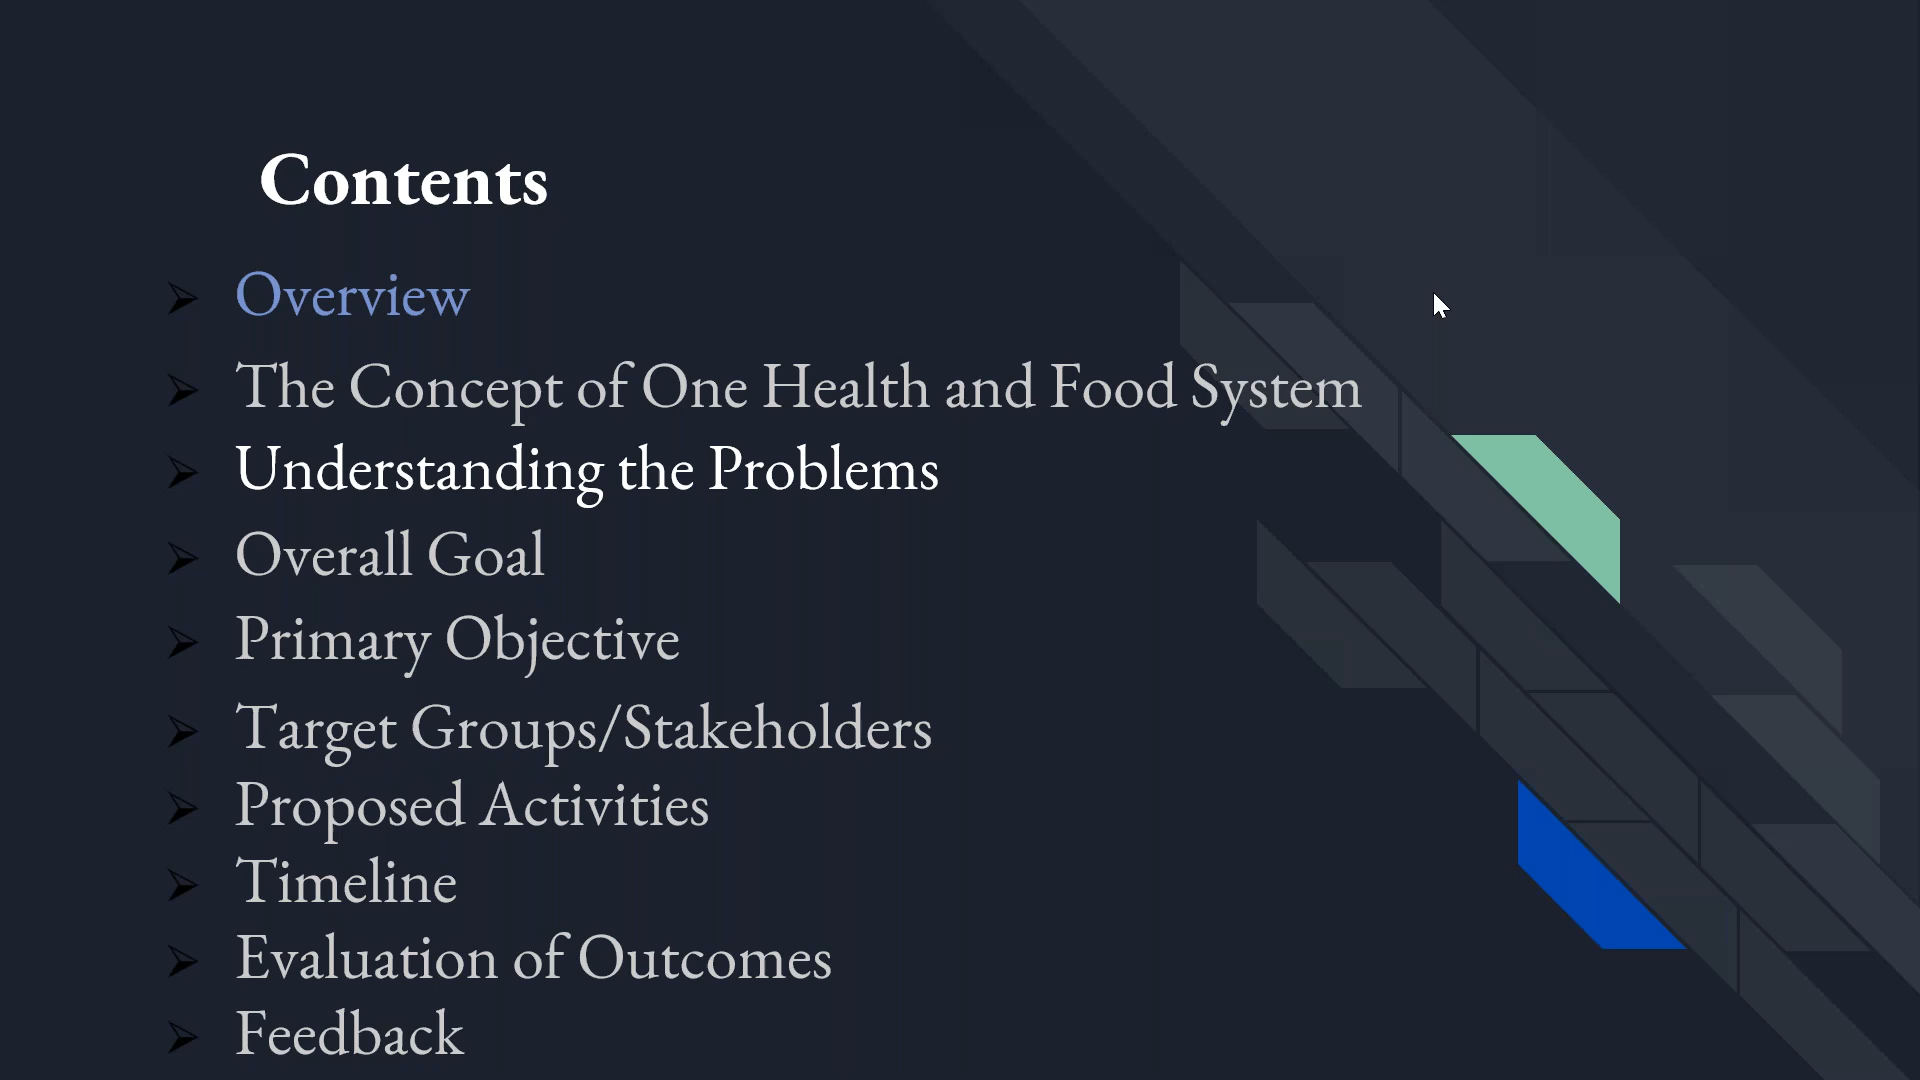 Contents
Overview
The Concept of One Health and Food System
Understanding the Problems
Overall Goal
Primary Objective
Target Groups/Stakeholders
Proposed Activities
Timeline
Evaluation of Outcomes
Feedback